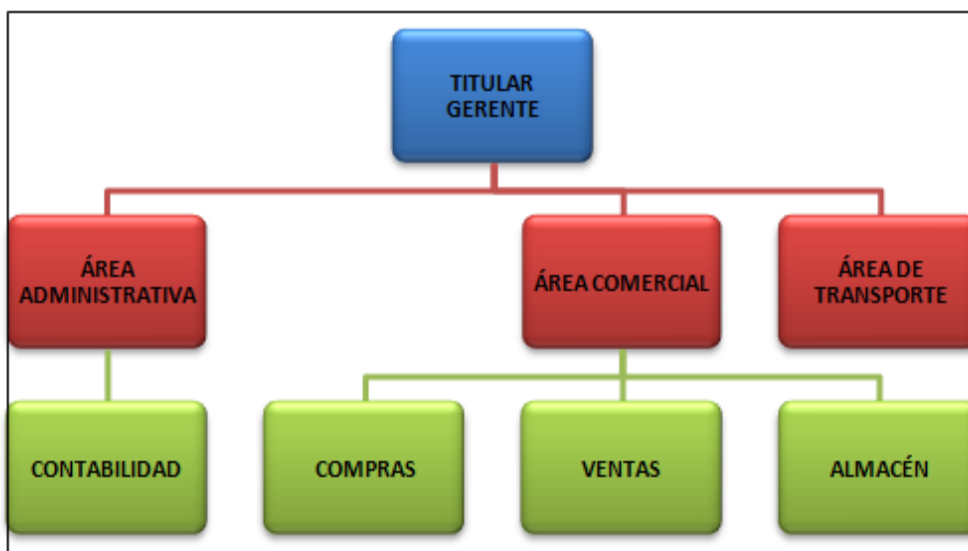 TITULAR
GERENTE
ÁREA
ADMINISTRATIVA
ÁREA COMERCIAL
ÁREA DE
TRANSPORTE
CONTABILIDAD
COMPRAS
VENTAS
ALMACÉN